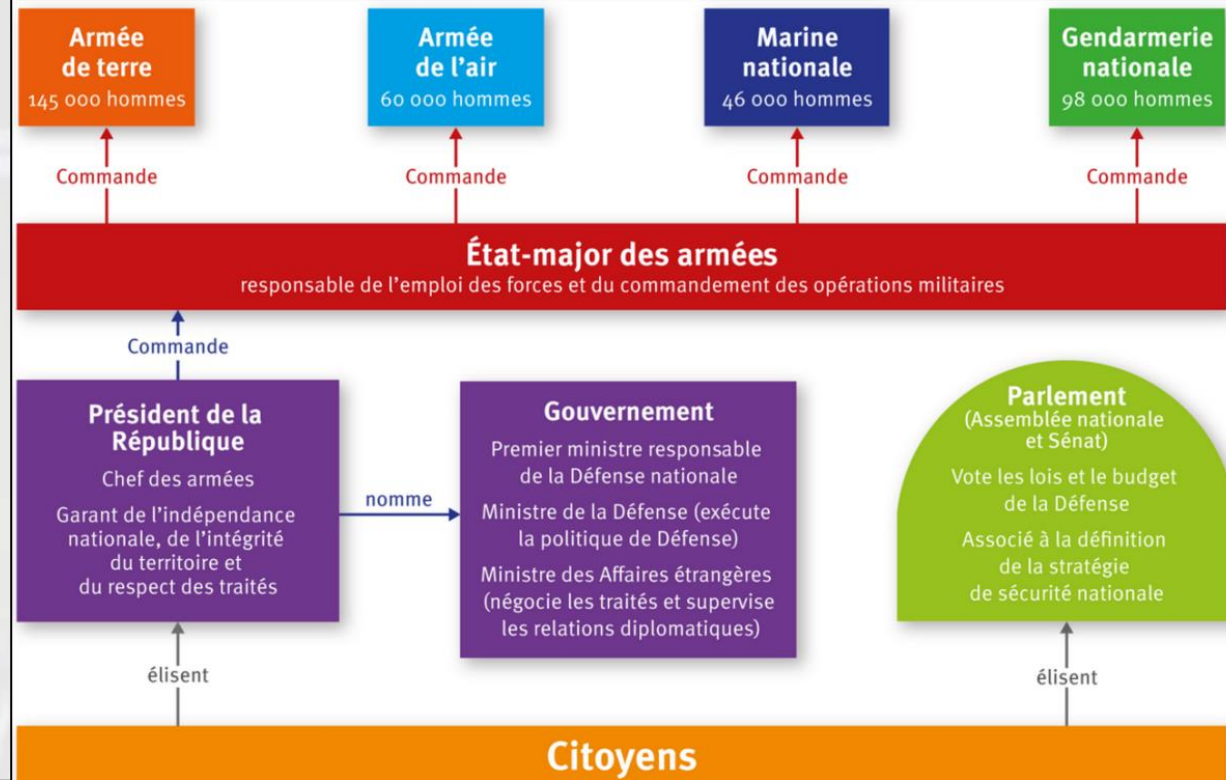 Armée
de terre
145 000 hommes
Armée
de l'air
60 000 hommes
Marine
nationale
46 000 hommes
Gendarmerie
nationale
98 000 hommes
Commande
Commande
Commande
Commande
État-major des armées
responsable de l'emploi des forces et du commandement des opérations militaires
Commande
Président de la
République
Chef des armées
Garant de l'indépendance
nationale, de l'intégrité
du territoire et
du respect des traités
nomme
Gouvernement
Premier ministre responsable
de la Défense nationale
Ministre de la Défense (exécute
la politique de Défense)
Ministre des Affaires étrangères
(négocie les traités et supervise
les relations diplomatiques)
Parlement
(Assemblée nationale
et Sénat)
Vote les lois et le budget
de la Défense
Associé à la définition
de la stratégie
de sécurité nationale
élisent
élisent
Citoyens